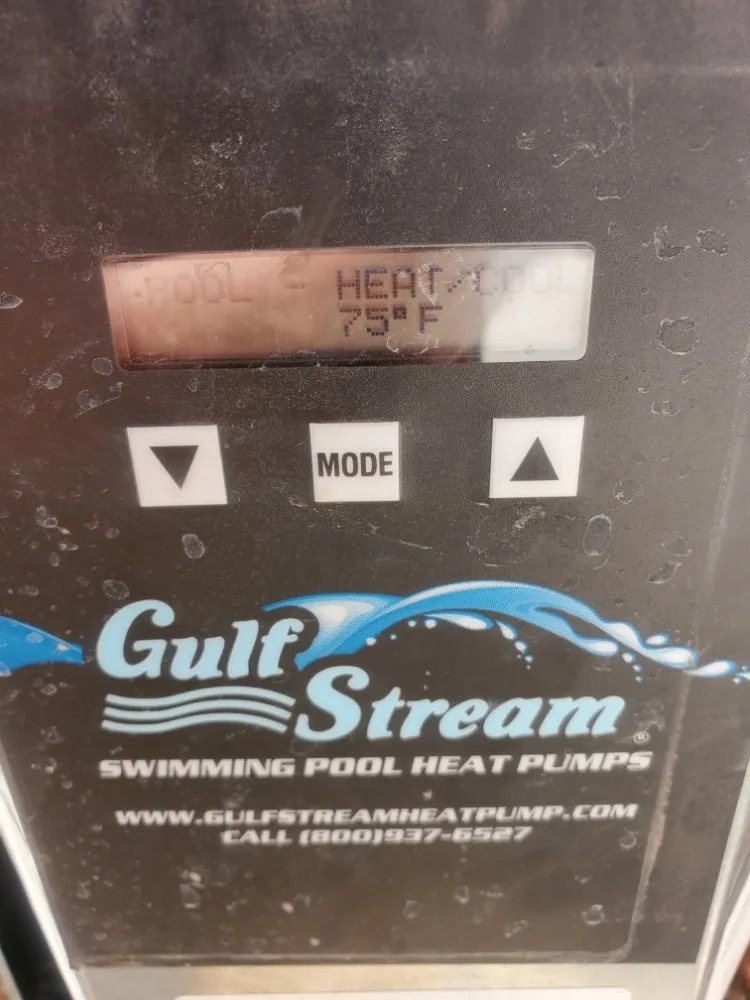 POOL - HEAT/COOL
75°F
▼
MODE
▲
Gulf
Stream®
SWIMMING POOL HEAT PUMPS
WWW.GULFSTREAMHEATPUMP.COM
CALL (800)937-6527